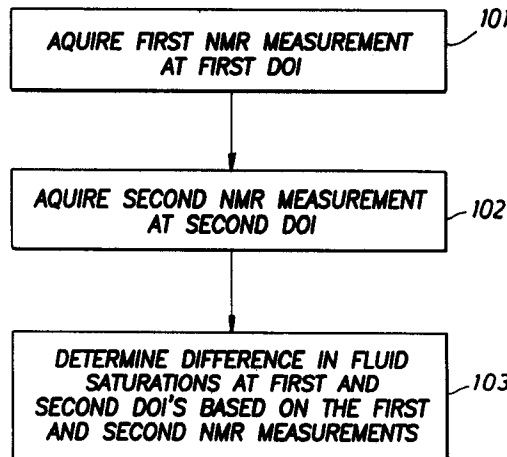 AQUIRE FIRST NMR MEASUREMENT
AT FIRST DOI
101
AQUIRE SECOND NMR MEASUREMENT
AT SECOND DOI
102
DETERMINE DIFFERENCE IN FLUID
SATURATIONS AT FIRST AND
SECOND DOI'S BASED ON THE FIRST
AND SECOND NMR MEASUREMENTS
103